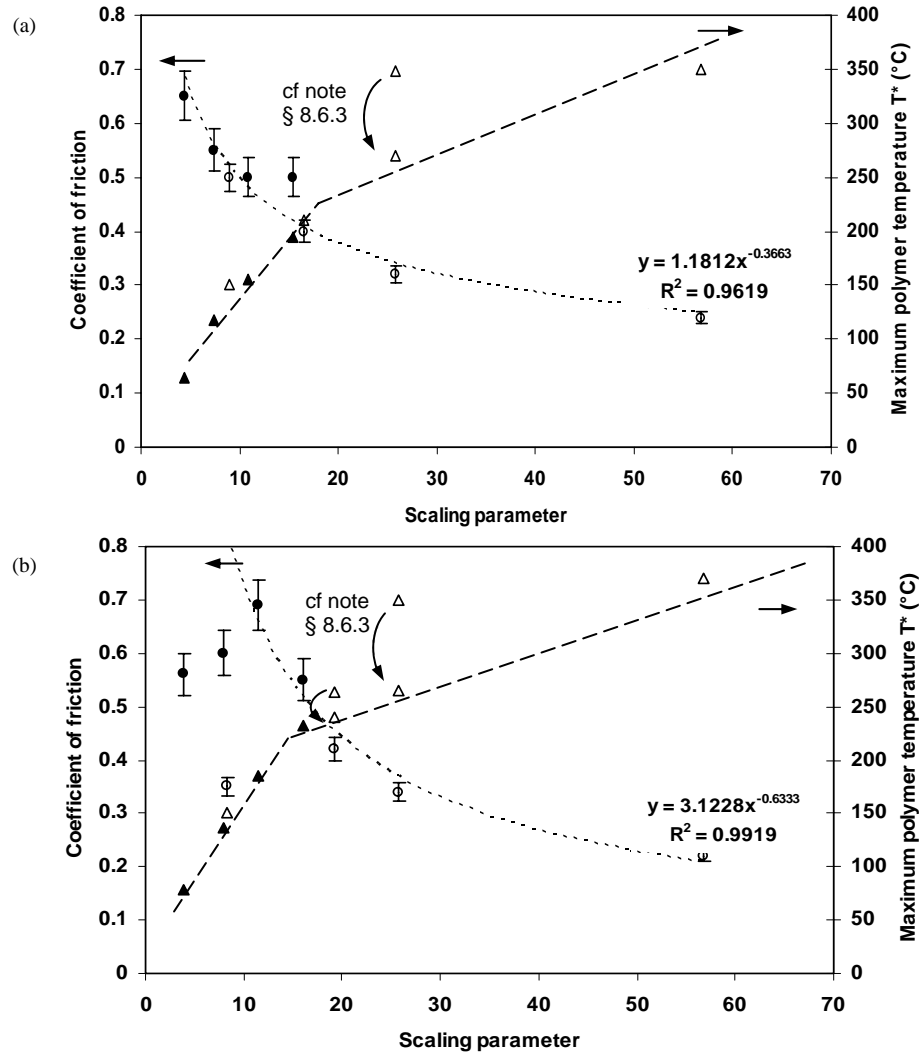 (a)
0.8
0.7
0.6
0.5
0.4
0.3
0.2
0.1
0
Coefficient of friction
cf note
§ 8.6.3
y = 1.1812x^-0.3663
R² = 0.9619
400
350
300
250
200
150
100
50
0
Maximum polymer temperature T* (°C)
0 10 20 30 40 50 60 70
Scaling parameter
(b)
0.8
0.7
0.6
0.5
0.4
0.3
0.2
0.1
0
Coefficient of friction
cf note
§ 8.6.3
y = 3.1228x^-0.6333
R² = 0.9919
400
350
300
250
200
150
100
50
0
Maximum polymer temperature T* (°C)
0 10 20 30 40 50 60 70
Scaling parameter